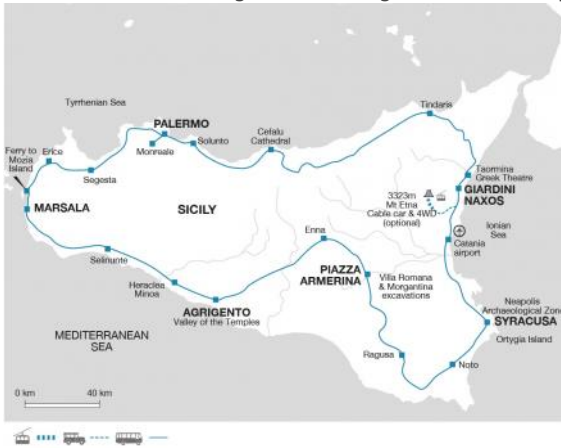 Tyrrhenian Sea
Tindaris
PALERMO
Cefalu
Cathedral
Ferry to
Mozia
Island
Erice
Monreale
Solunto
Segesta
Taormina
Greek Theatre
GIARDINI
NAXOS
3323m
Mt Etna
Cable car & 4WD
(optional)
MARSALA
SICILY
Ionian
Sea
Enna
Catania
airport
Selinunte
PIAZZA
ARMERINA
Villa Romana
& Morgantina
excavations
Heraclea
Minoa
AGRIGENTO
Valley of the Temples
Neapolis
Archaeological Zone
SYRACUSA
Ortygia Island
MEDITERRANEAN
SEA
Ragusa
Noto
0 km
40 km